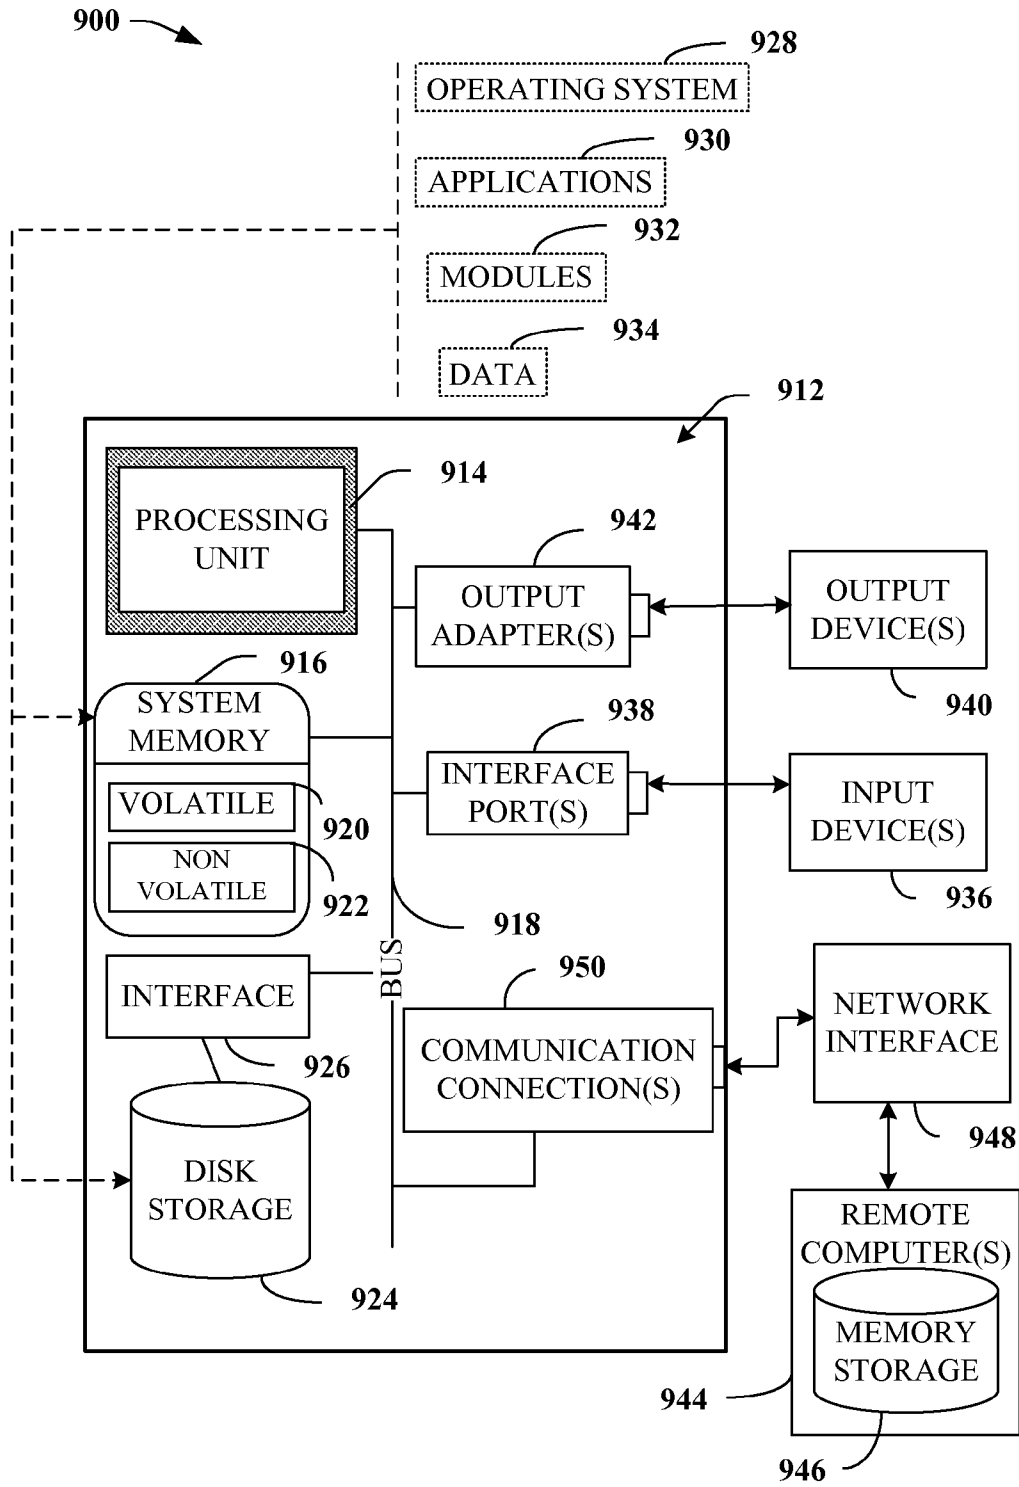 900
928
OPERATING SYSTEM
930
APPLICATIONS
932
MODULES
934
DATA
912
914
PROCESSING
UNIT
942
OUTPUT
ADAPTER(S)
OUTPUT
DEVICE(S)
940
916
SYSTEM
MEMORY
938
INTERFACE
PORT(S)
INPUT
DEVICE(S)
936
VOLATILE
920
NON
VOLATILE
922
918
BUS
950
INTERFACE
926
COMMUNICATION
CONNECTION(S)
NETWORK
INTERFACE
948
DISK
STORAGE
924
REMOTE
COMPUTER(S)
MEMORY
STORAGE
944
946